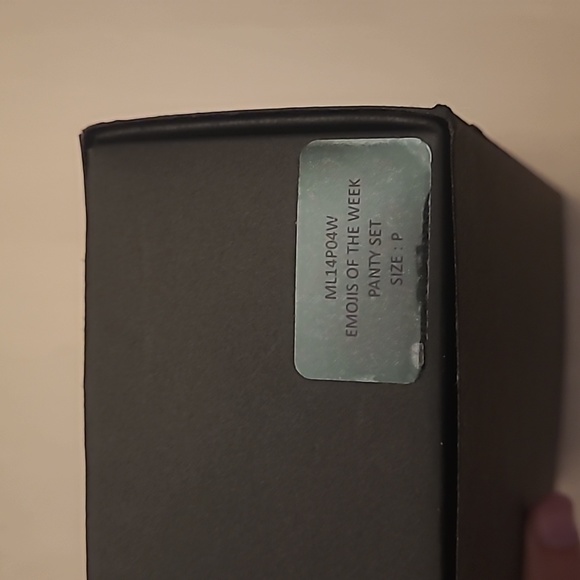 ML14P04W
EMOJIS OF THE WEEK
PANTY SET
SIZE : P